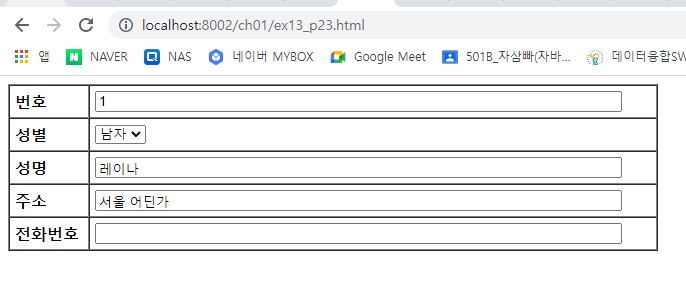 localhost:8002/ch01/ex13_p23.html
앱 NAVER NAS 네이버 MYBOX Google Meet 501B_자삼빠(자바... 데이터융합SW
번호 1
성별 남자
성명 레이나
주소 서울 어딘가
전화번호